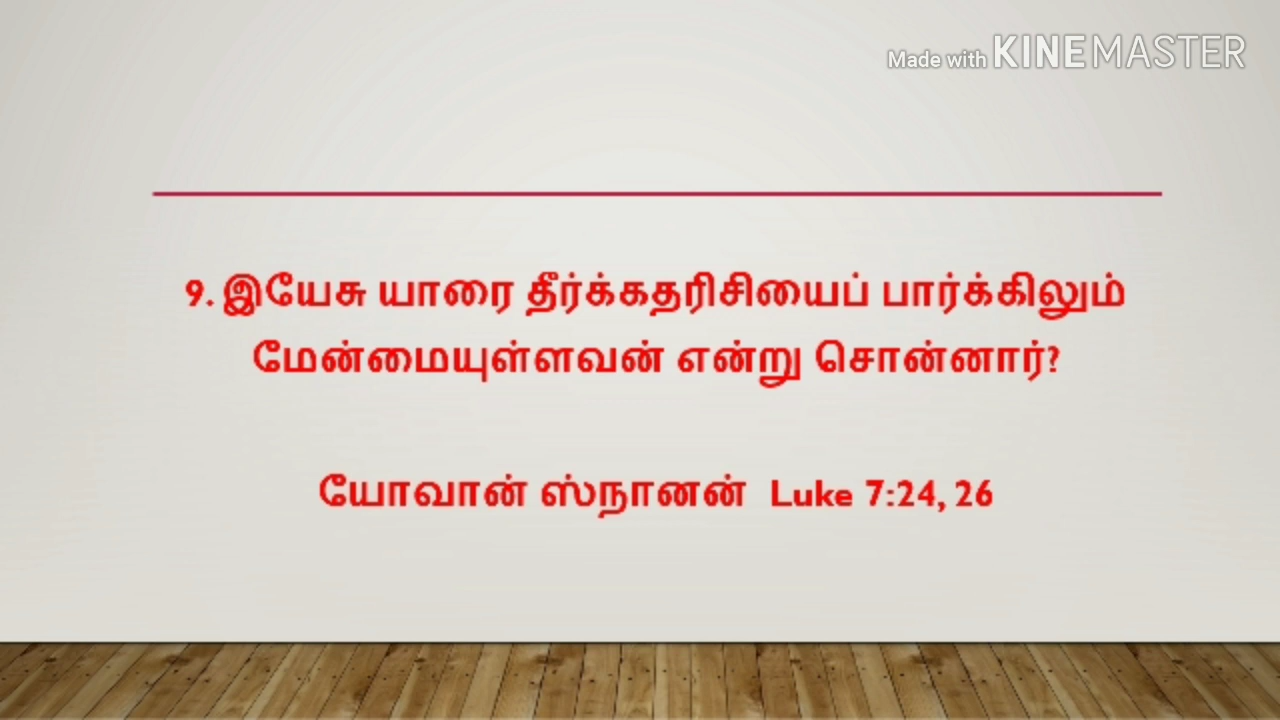 Made with KINEMASTER
9. இயேசு யாரை தீர்க்கதரிசியைப் பார்க்கிலும்
மேன்மையுள்ளவன் என்று சொன்னார்?
யோவான் ஸ்நானன் Luke 7:24, 26